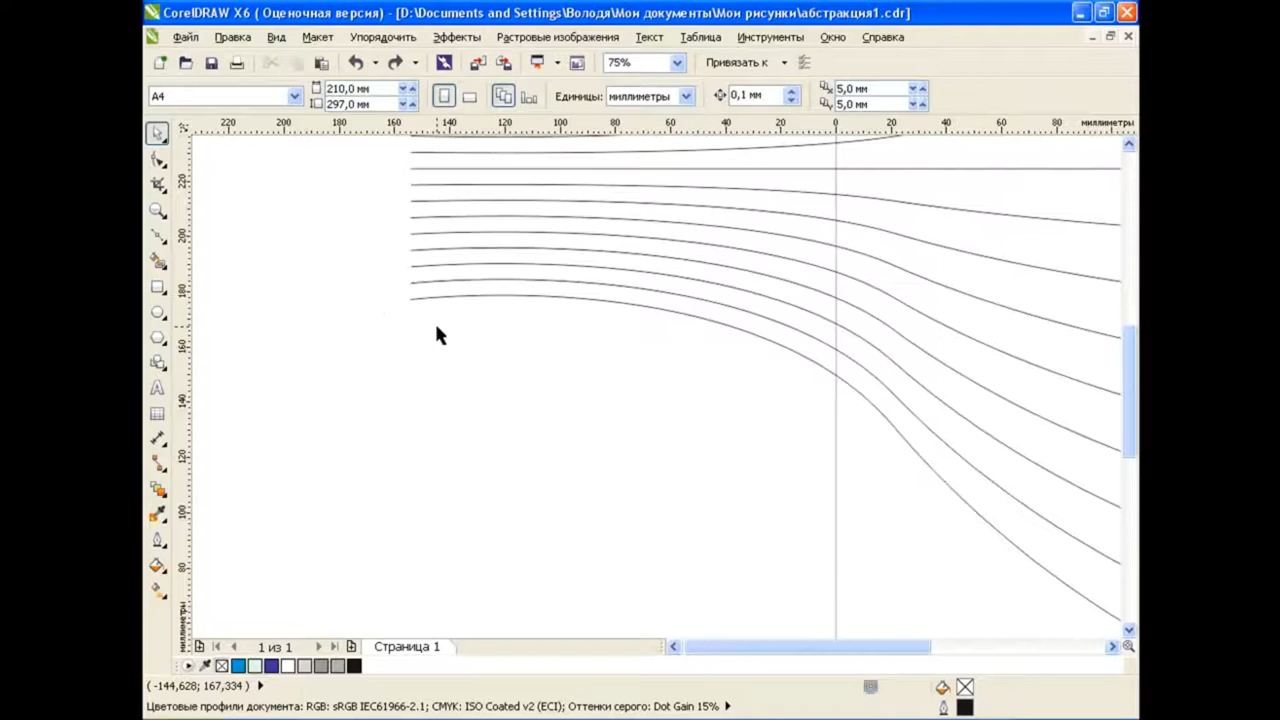 CorelDRAW X6 ( Оценочная версия) - [D:\Documents and Settings\Володя\Мои документы\Мои рисунки\абстракция1.cdr]
Файл Правка Вид Макет Упорядочить Эффекты Растровые изображения Текст Таблица Инструменты Окно Справка
75% Привязать к
A4 210,0 мм 297,0 мм Единицы: миллиметры 0,1 мм 5,0 мм 5,0 мм
220 200 180 160 140 120 100 80 60 40 20 0 20 40 60 80 100 миллиметры
220
200
180
160
140
120
100
80
миллиметры
1 из 1 Страница 1
( -144,628; 167,334 )
Цветовые профили документа: RGB: sRGB IEC61966-2.1; CMYK: ISO Coated v2 (ECI); Оттенки серого: Dot Gain 15%